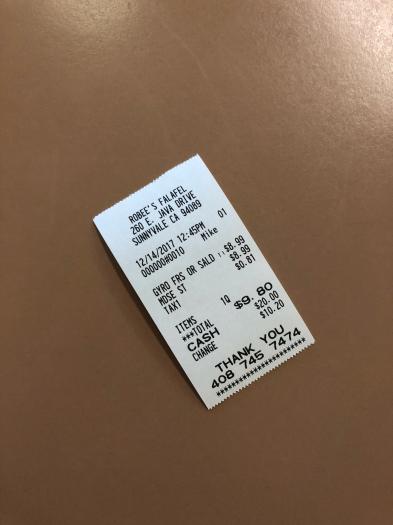 ROBEE'S FALAFEL
260 E. JAVA DRIVE
SUNNYVALE CA 94089
12/14/2017 12:45PM 01
000000#0010 Mike
GYRO FRS OR SALD $8.99
MDSE ST $8.99
TAX1 $0.81
ITEMS 1Q
***TOTAL $9.80
CASH $20.00
CHANGE $10.20
THANK YOU
408 745 7474